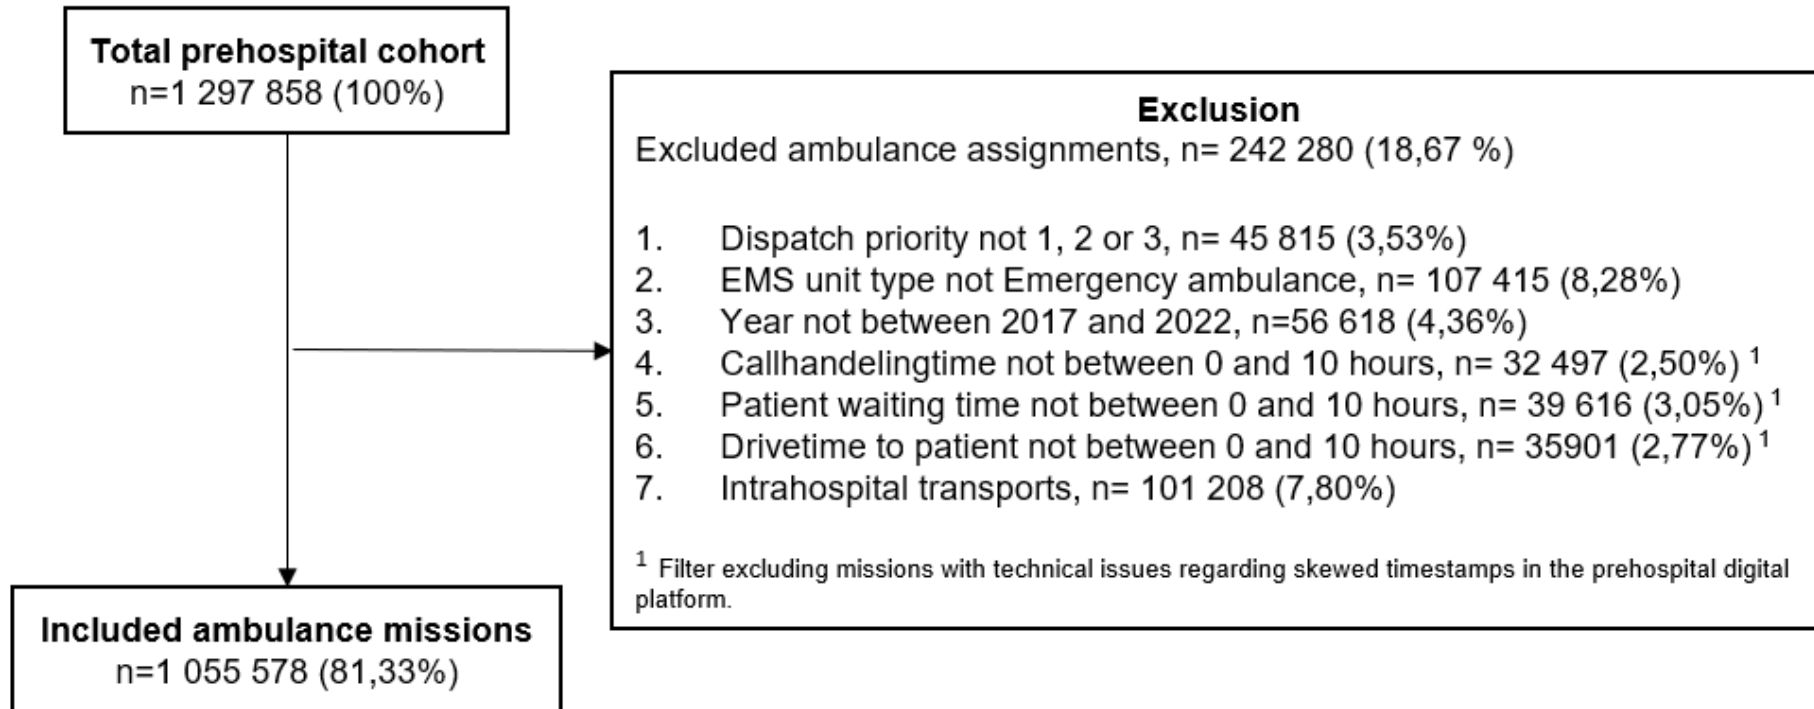 Total prehospital cohort
n=1 297 858 (100%)
Exclusion
Excluded ambulance assignments, n= 242 280 (18,67 %)
1. Dispatch priority not 1, 2 or 3, n= 45 815 (3,53%)
2. EMS unit type not Emergency ambulance, n= 107 415 (8,28%)
3. Year not between 2017 and 2022, n=56 618 (4,36%)
4. Callhandelingtime not between 0 and 10 hours, n= 32 497 (2,50%) ¹
5. Patient waiting time not between 0 and 10 hours, n= 39 616 (3,05%) ¹
6. Drivetime to patient not between 0 and 10 hours, n= 35901 (2,77%) ¹
7. Intrahospital transports, n= 101 208 (7,80%)
¹ Filter excluding missions with technical issues regarding skewed timestamps in the prehospital digital
platform.
Included ambulance missions
n=1 055 578 (81,33%)